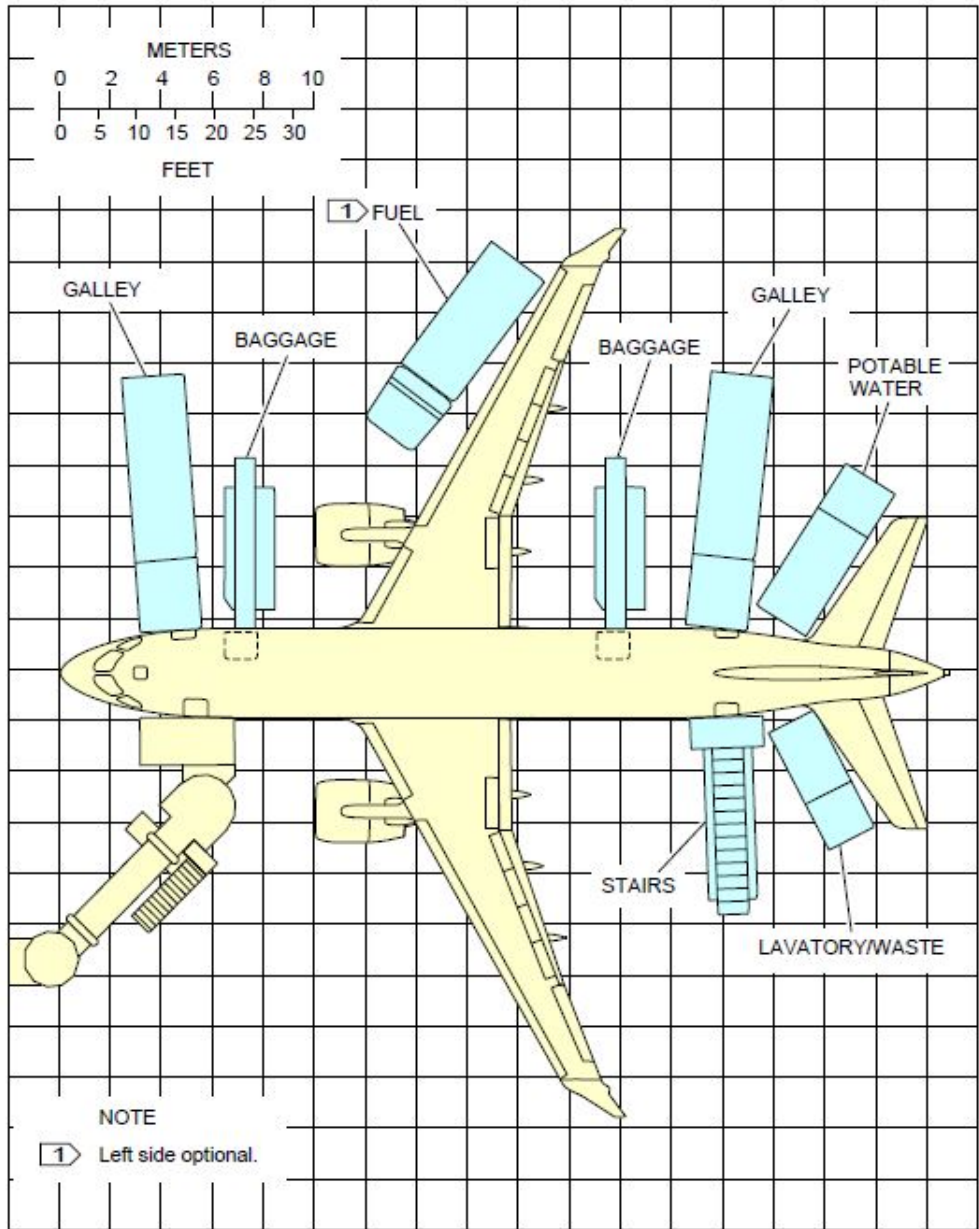 METERS
0 2 4 6 8 10
0 5 10 15 20 25 30
FEET
1 FUEL
GALLEY
GALLEY
BAGGAGE
BAGGAGE
POTABLE
WATER
STAIRS
LAVATORY/WASTE
NOTE
1 Left side optional.